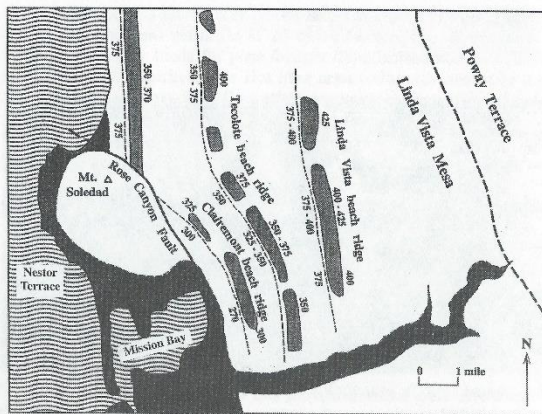 375
350 - 370
375
400
350 - 375
Tecolote beach ridge
375
350
350 - 375
325 - 350
350
425
375 - 400
Linda Vista beach ridge
400 - 425
375 - 400
400
375
Linda Vista Mesa
Poway Terrace
Mt.
Soledad
Rose Canyon Fault
325
300
Clairemont beach ridge
270
300
Nestor
Terrace
Mission Bay
0 1 mile
N